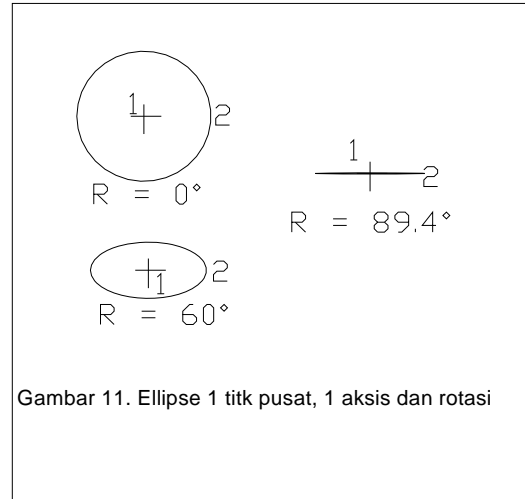 1
2
R = 0°
1
2
R = 89.4°
2
1
R = 60°
Gambar 11. Ellipse 1 titk pusat, 1 aksis dan rotasi